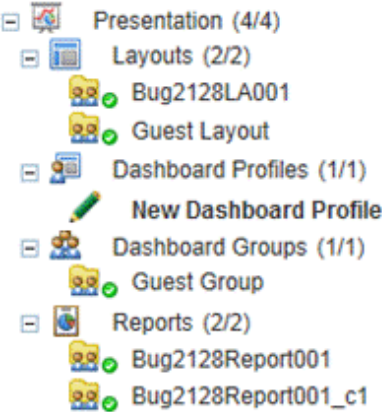 Presentation (4/4)
Layouts (2/2)
Bug2128LA001
Guest Layout
Dashboard Profiles (1/1)
New Dashboard Profile
Dashboard Groups (1/1)
Guest Group
Reports (2/2)
Bug2128Report001
Bug2128Report001_c1